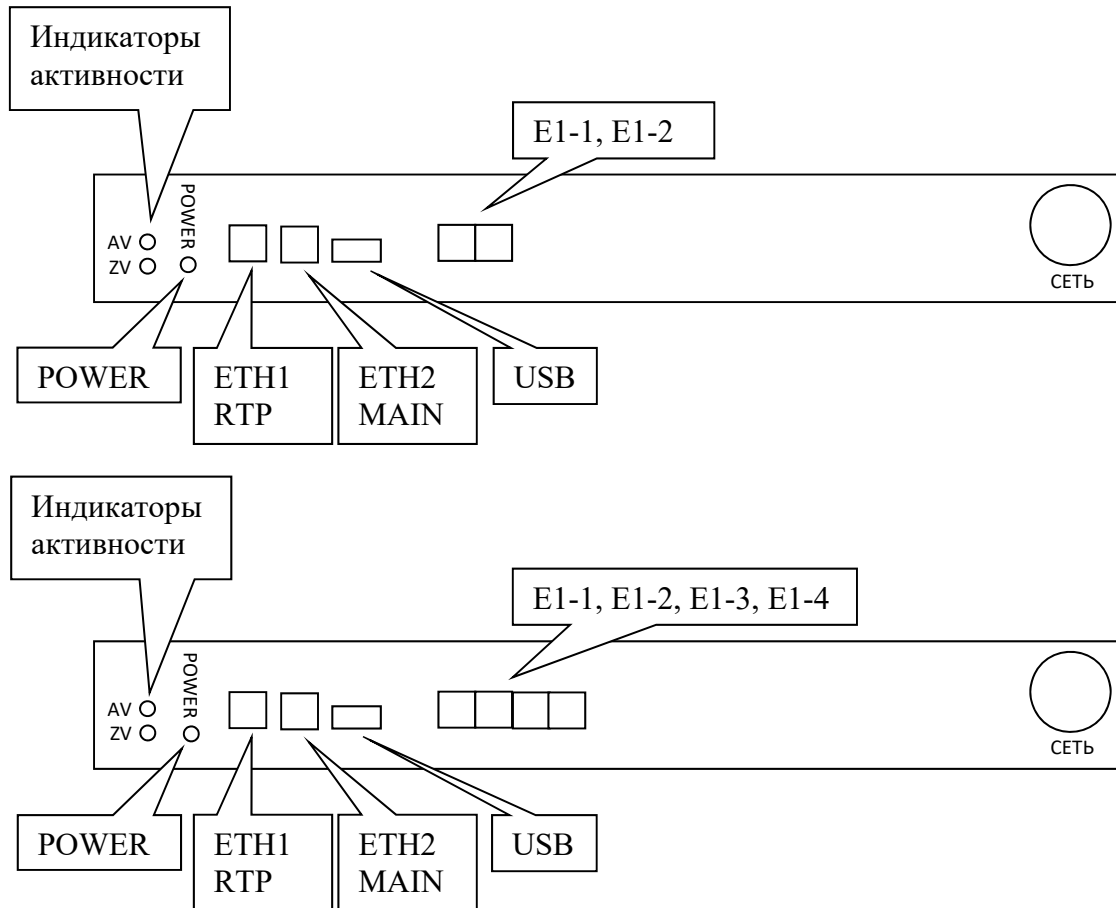 Индикаторы
активности
E1-1, E1-2
POWER
AV
ZV
СЕТЬ
POWER
ETH1
RTP
ETH2
MAIN
USB
Индикаторы
активности
E1-1, E1-2, E1-3, E1-4
POWER
AV
ZV
СЕТЬ
POWER
ETH1
RTP
ETH2
MAIN
USB